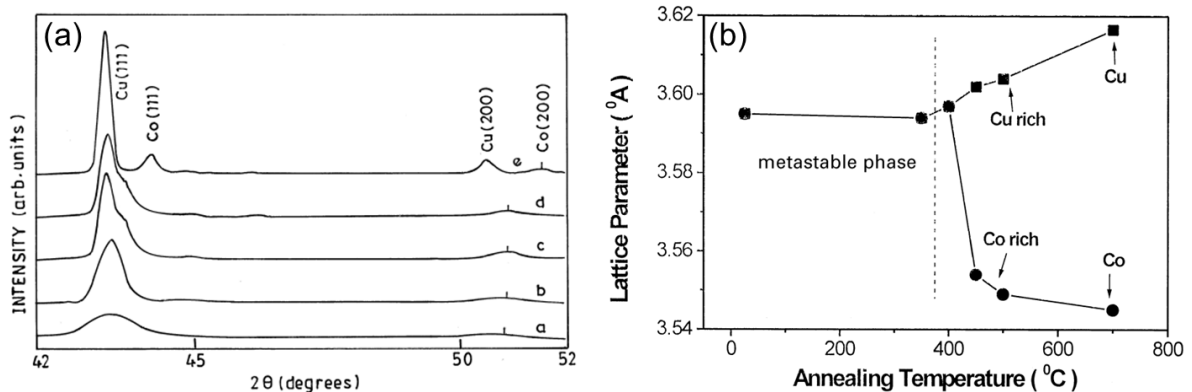 (a)
INTENSITY (arb.units)
Cu(111)
Co(111)
Cu(200)
Co(200)
e
d
c
b
a
42
45
50
52
2θ (degrees)
(b)
Lattice Parameter ( ⁰A)
3.62
3.60
3.58
3.56
3.54
metastable phase
Cu
Cu rich
Co rich
Co
0
200
400
600
800
Annealing Temperature ( ⁰C)